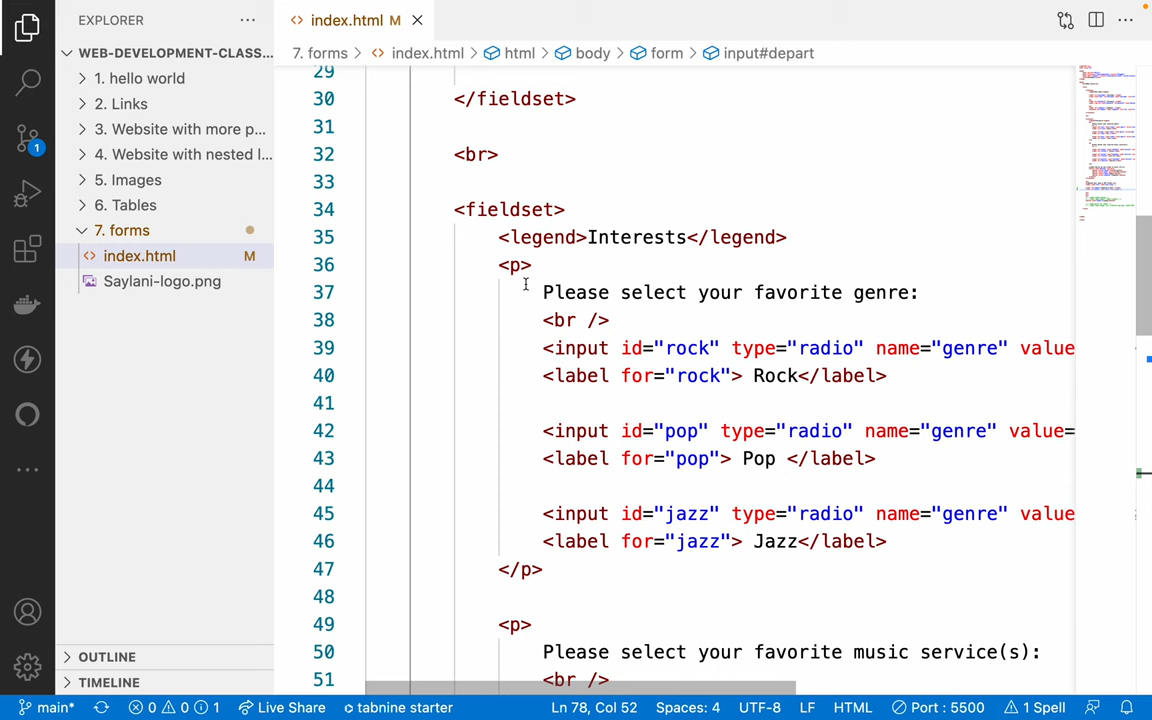 EXPLORER
index.html M
WEB-DEVELOPMENT-CLASS...
7. forms > index.html > html > body > form > input#depart
1. hello world
2. Links
3. Website with more p...
4. Website with nested l...
5. Images
6. Tables
7. forms
index.html M
Saylani-logo.png
1
OUTLINE
TIMELINE
29
30 </fieldset>
31
32 <br>
33
34 <fieldset>
35 <legend>Interests</legend>
36 <p>
37 Please select your favorite genre:
38 <br />
39 <input id="rock" type="radio" name="genre" value
40 <label for="rock"> Rock</label>
41
42 <input id="pop" type="radio" name="genre" value=
43 <label for="pop"> Pop </label>
44
45 <input id="jazz" type="radio" name="genre" value
46 <label for="jazz"> Jazz</label>
47 </p>
48
49 <p>
50 Please select your favorite music service(s):
51 <br />
main* 0 0 1 Live Share tabnine starter Ln 78, Col 52 Spaces: 4 UTF-8 LF HTML Port : 5500 1 Spell